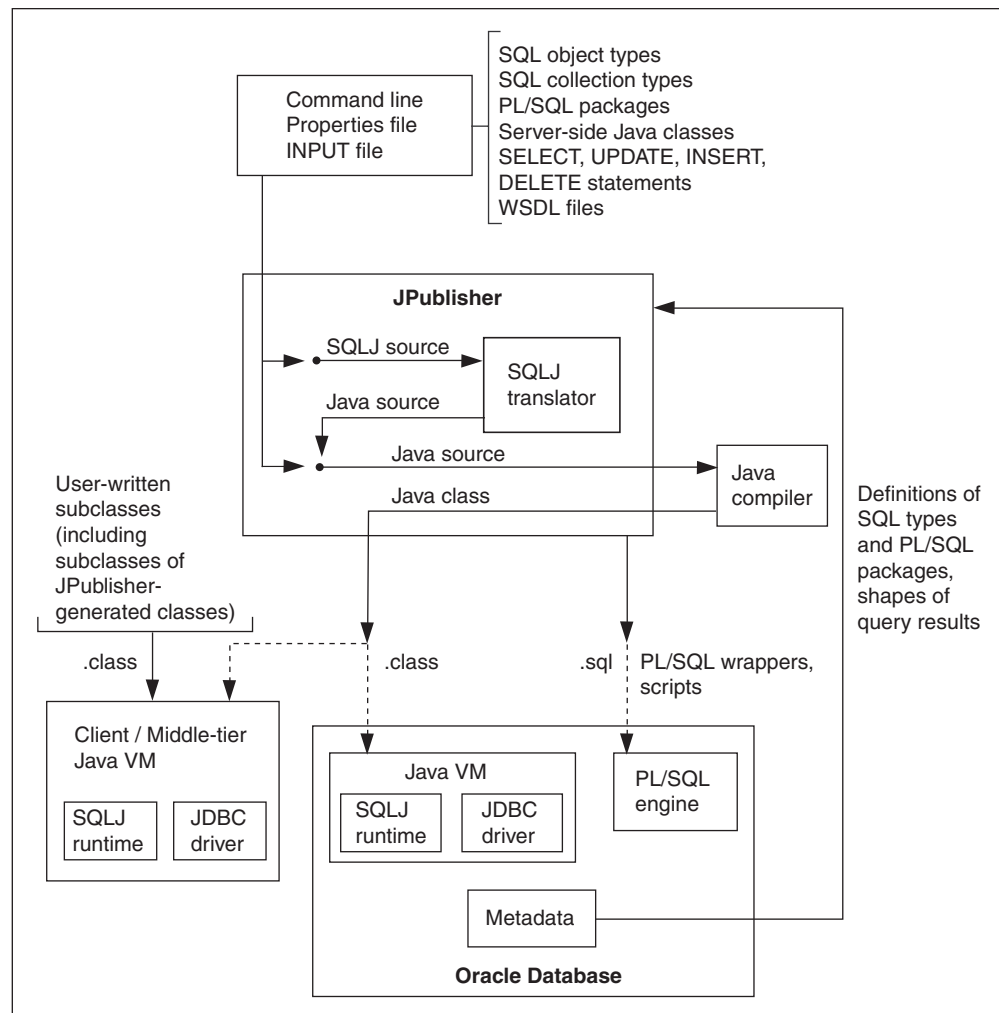 Command line
Properties file
INPUT file
SQL object types
SQL collection types
PL/SQL packages
Server-side Java classes
SELECT, UPDATE, INSERT,
DELETE statements
WSDL files
JPublisher
SQLJ source
SQLJ
translator
Java source
Java source
Java
compiler
Java class
User-written
subclasses
(including
subclasses of
JPublisher-
generated classes)
Definitions of
SQL types
and PL/SQL
packages,
shapes of
query results
.class
.class
.sql
PL/SQL wrappers,
scripts
Client / Middle-tier
Java VM
SQLJ
runtime
JDBC
driver
Java VM
SQLJ
runtime
JDBC
driver
PL/SQL
engine
Metadata
Oracle Database